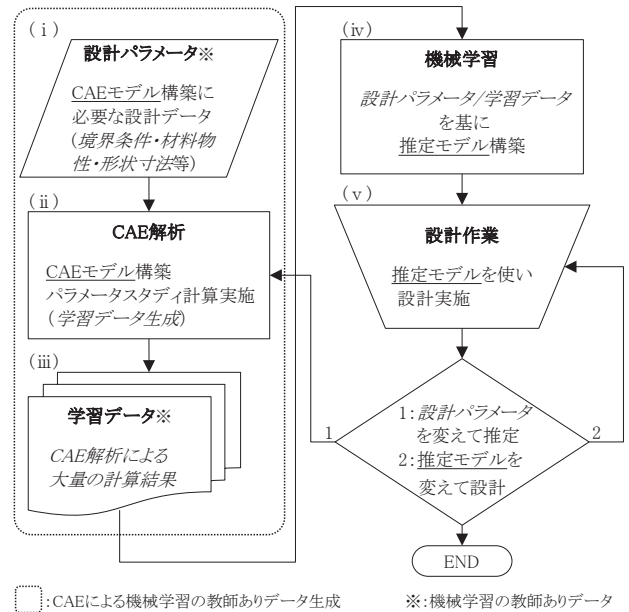 (ⅰ)
設計パラメータ※
CAEモデル構築に
必要な設計データ
(境界条件・材料物
性・形状寸法等)
(ⅱ)
CAE解析
CAEモデル構築
パラメータスタディ計算実施
(学習データ生成)
(ⅲ)
学習データ※
CAE解析による
大量の計算結果
(ⅳ)
機械学習
設計パラメータ/学習データ
を基に
推定モデル構築
(ⅴ)
設計作業
推定モデルを使い
設計実施
1
1:設計パラメータ
を変えて推定
2:推定モデルを
変えて設計
2
END
:CAEによる機械学習の教師ありデータ生成
※:機械学習の教師ありデータ